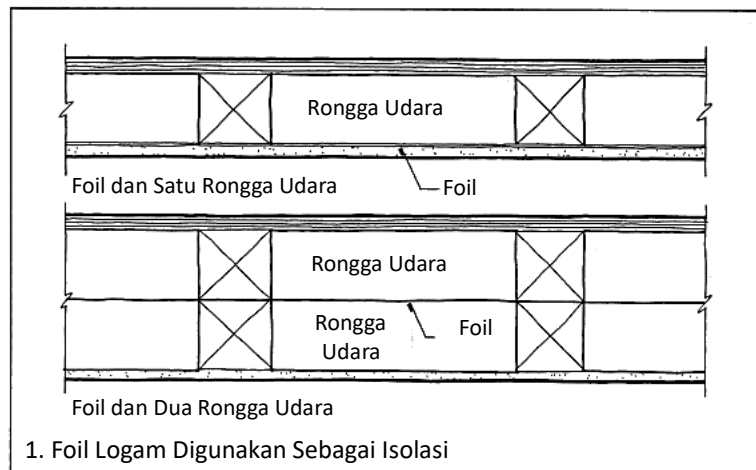 Rongga Udara
Foil dan Satu Rongga Udara
Foil
Rongga Udara
Rongga
Udara
Foil
Foil dan Dua Rongga Udara
1. Foil Logam Digunakan Sebagai Isolasi